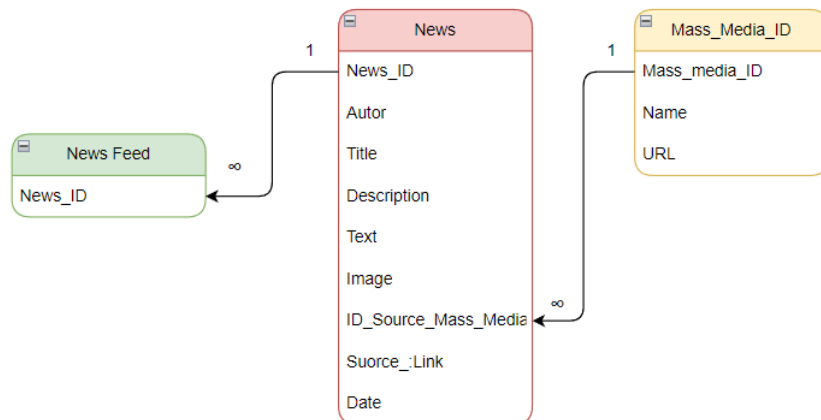 News Feed
News_ID
1
∞
News
News_ID
Autor
Title
Description
Text
Image
ID_Source_Mass_Media
Suorce_:Link
Date
1
∞
Mass_Media_ID
Mass_media_ID
Name
URL